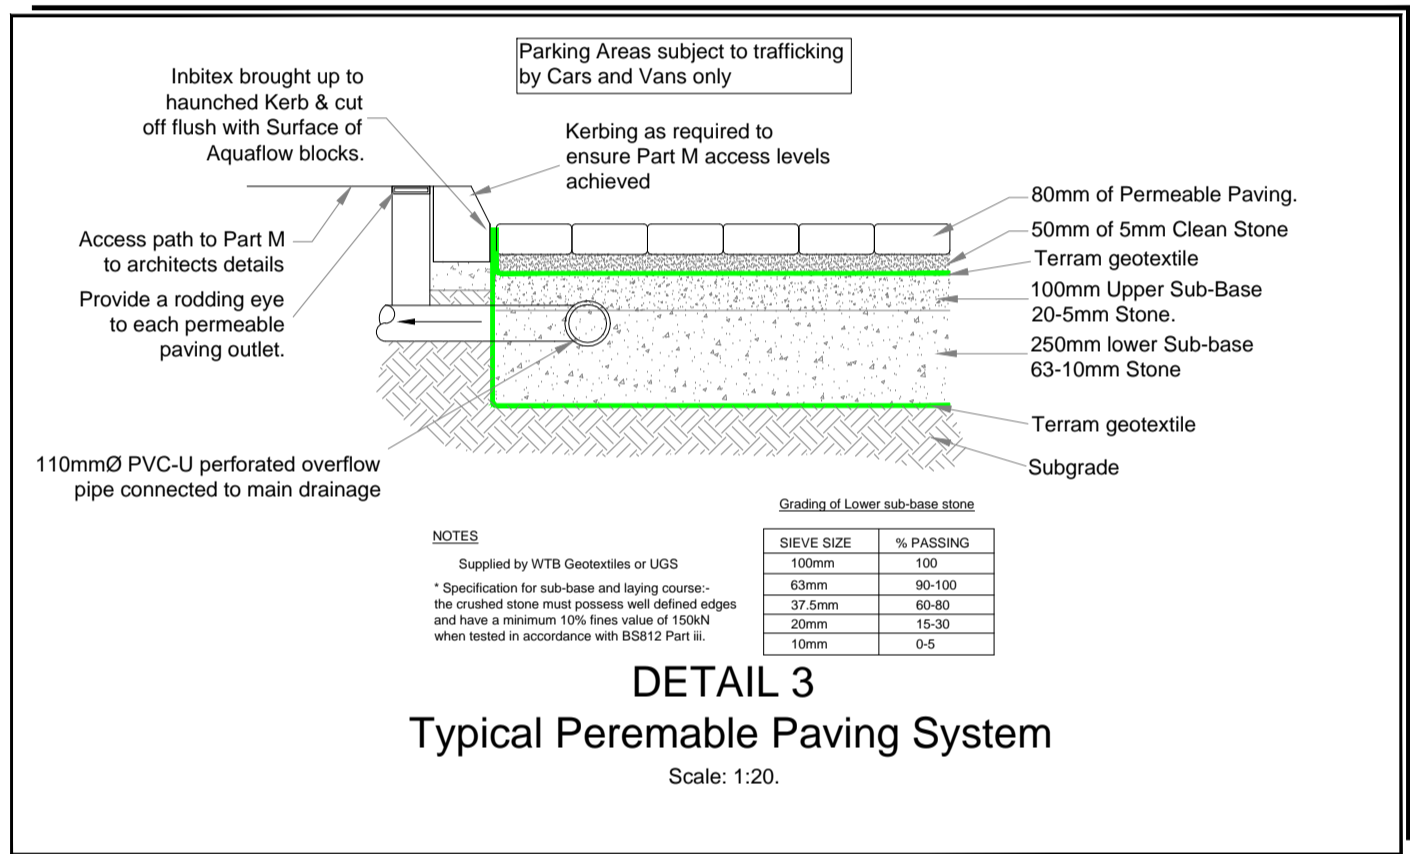 Parking Areas subject to trafficking
by Cars and Vans only
Inbitex brought up to
haunched Kerb & cut
off flush with Surface of
Aquaflow blocks.
Kerbing as required to
ensure Part M access levels
achieved
Access path to Part M
to architects details
Provide a rodding eye
to each permeable
paving outlet.
110mmØ PVC-U perforated overflow
pipe connected to main drainage
80mm of Permeable Paving.
50mm of 5mm Clean Stone
Terram geotextile
100mm Upper Sub-Base
20-5mm Stone.
250mm lower Sub-base
63-10mm Stone
Terram geotextile
Subgrade
NOTES
Supplied by WTB Geotextiles or UGS
* Specification for sub-base and laying course:-
the crushed stone must possess well defined edges
and have a minimum 10% fines value of 150kN
when tested in accordance with BS812 Part iii.
Grading of Lower sub-base stone
SIEVE SIZE % PASSING
100mm 100
63mm 90-100
37.5mm 60-80
20mm 15-30
10mm 0-5
DETAIL 3
Typical Peremable Paving System
Scale: 1:20.